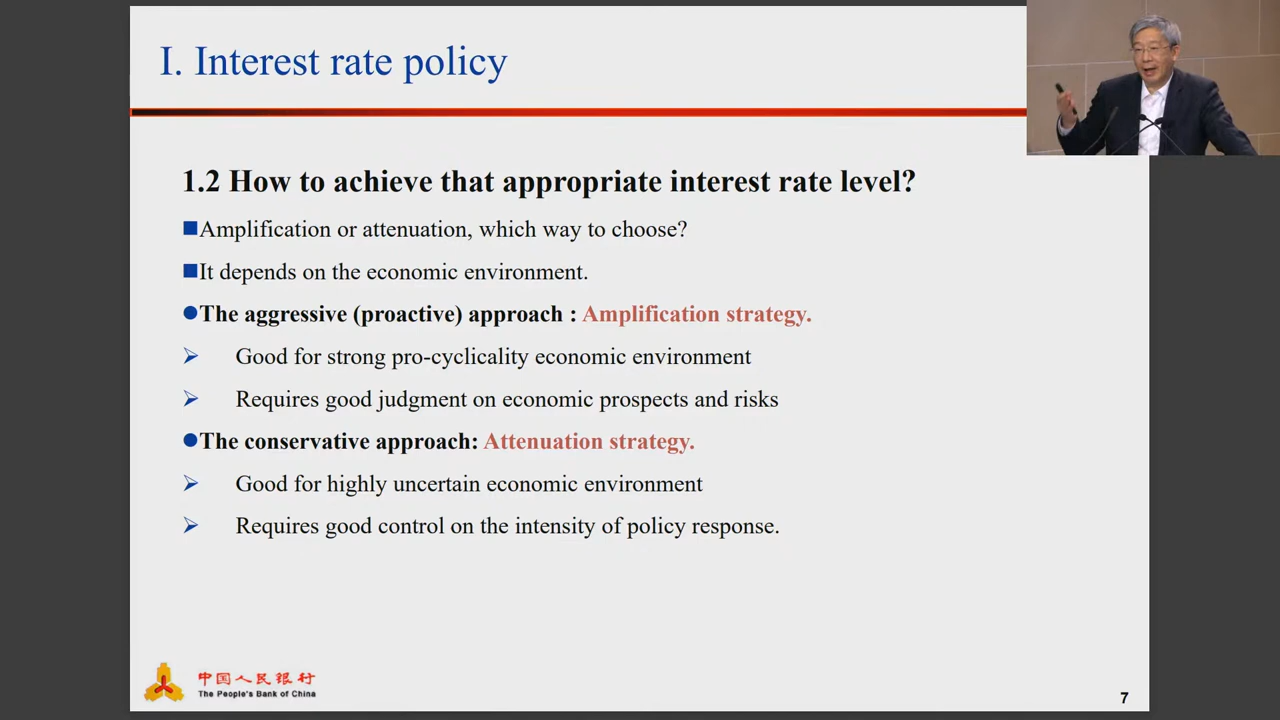 I. Interest rate policy
1.2 How to achieve that appropriate interest rate level?
Amplification or attenuation, which way to choose?
It depends on the economic environment.
The aggressive (proactive) approach : Amplification strategy.
Good for strong pro-cyclicality economic environment
Requires good judgment on economic prospects and risks
The conservative approach: Attenuation strategy.
Good for highly uncertain economic environment
Requires good control on the intensity of policy response.
中国人民银行
The People's Bank of China
7